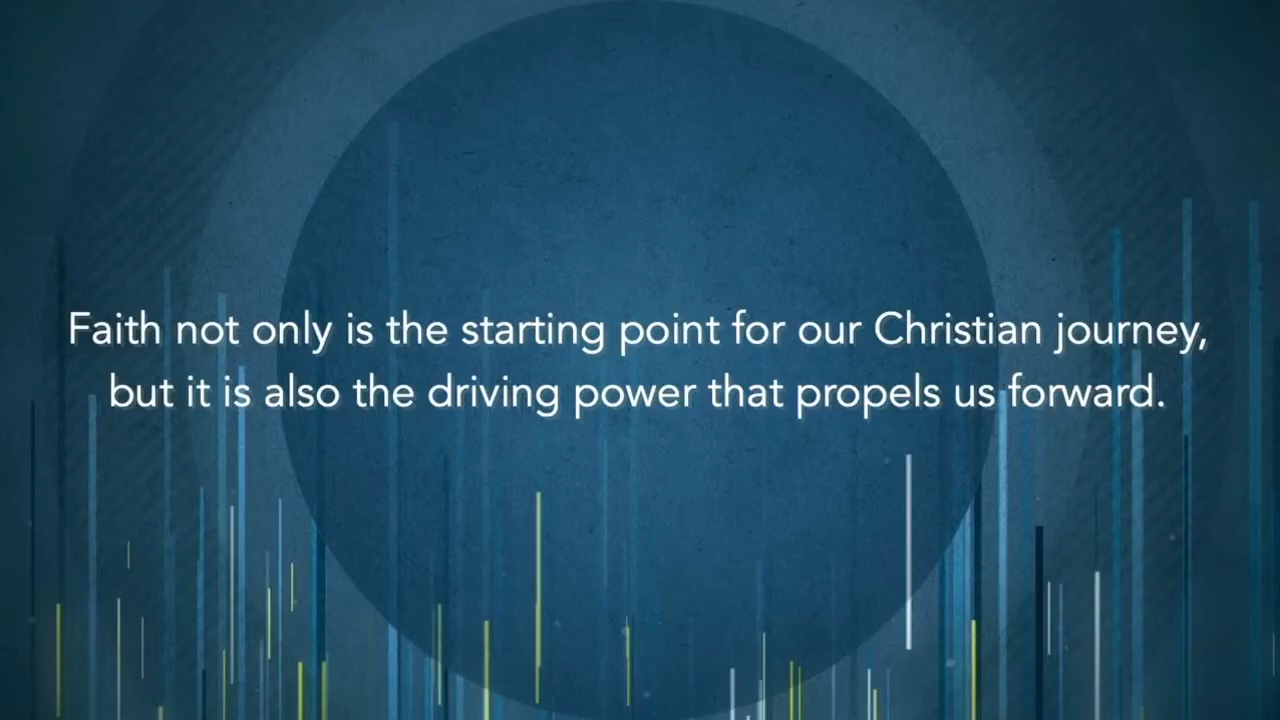 Faith not only is the starting point for our Christian journey,
but it is also the driving power that propels us forward.